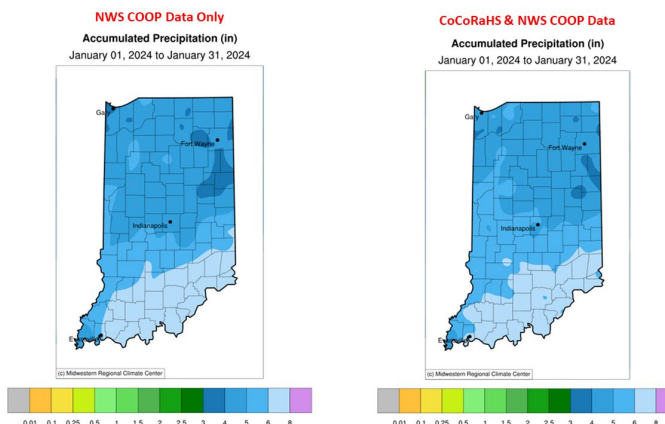 NWS COOP Data Only
Accumulated Precipitation (in)
January 01, 2024 to January 31, 2024
Gary
Fort Wayne
Indianapolis
(c) Midwestern Regional Climate Center
0.01 0.1 0.25 0.5 1 1.5 2 2.5 3 4 5 6 8
CoCoRaHS & NWS COOP Data
Accumulated Precipitation (in)
January 01, 2024 to January 31, 2024
Gary
Fort Wayne
Indianapolis
(c) Midwestern Regional Climate Center
0.01 0.1 0.25 0.5 1 1.5 2 2.5 3 4 5 6 8